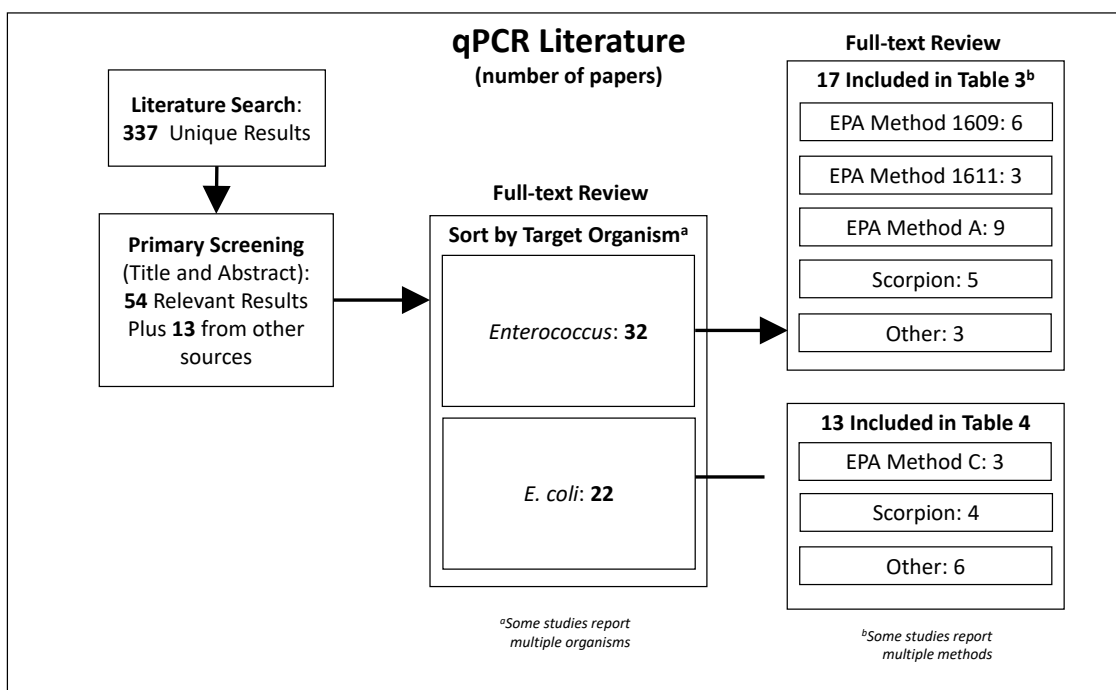 qPCR Literature
(number of papers)
Literature Search:
337 Unique Results
Primary Screening
(Title and Abstract):
54 Relevant Results
Plus 13 from other
sources
Full-text Review
Sort by Target Organismᵃ
Enterococcus: 32
E. coli: 22
ᵃSome studies report
multiple organisms
Full-text Review
17 Included in Table 3ᵇ
EPA Method 1609: 6
EPA Method 1611: 3
EPA Method A: 9
Scorpion: 5
Other: 3
13 Included in Table 4
EPA Method C: 3
Scorpion: 4
Other: 6
ᵇSome studies report
multiple methods